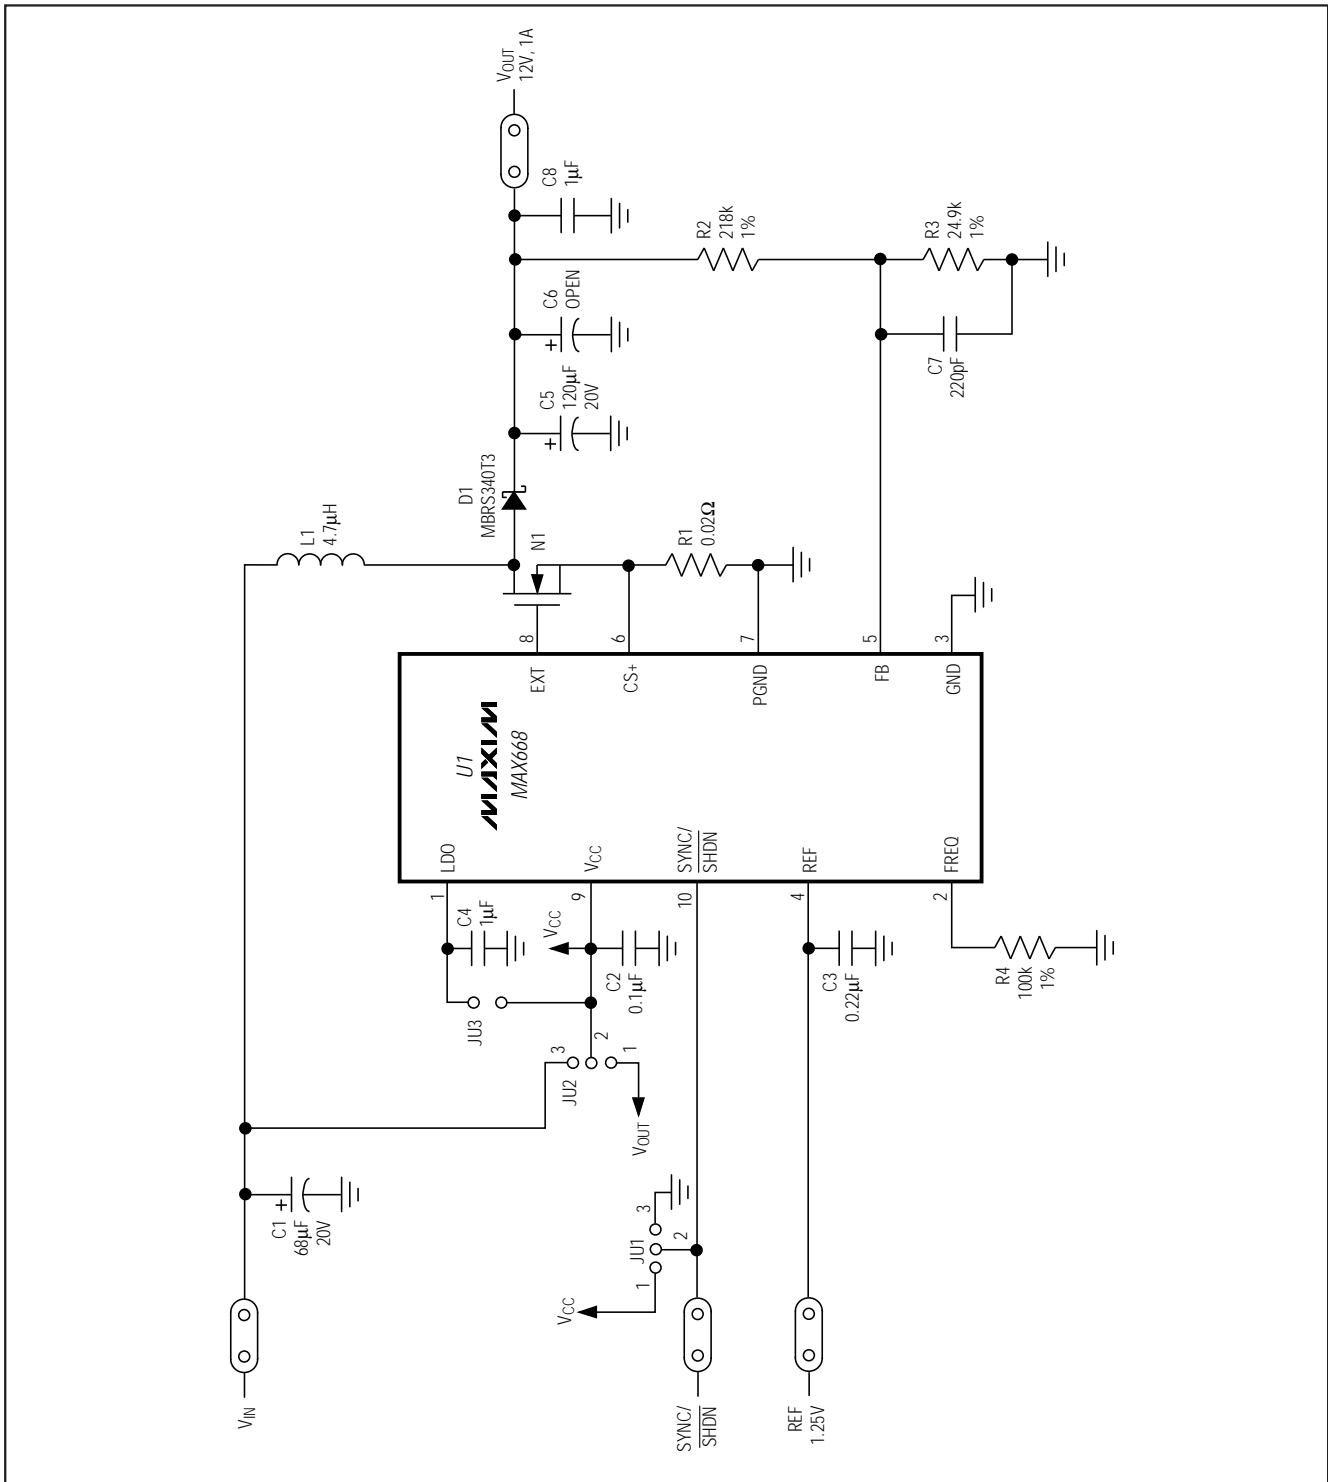 VIN
C1
68µF
20V
L1
4.7µH
D1
MBRS340T3
C5
120µF
20V
C6
OPEN
C8
1µF
VOUT
12V, 1A
N1
R1
0.02Ω
R2
218k
1%
R3
24.9k
1%
C7
220pF
U1
MAXIM
MAX668
LDO
VCC
SYNC/
SHDN
REF
FREQ
EXT
CS+
PGND
FB
GND
1
9
10
4
2
8
6
7
5
3
C4
1µF
JU3
VCC
C2
0.1µF
JU2
3
2
1
VOUT
JU1
1
2
3
VCC
SYNC/
SHDN
REF
1.25V
C3
0.22µF
R4
100k
1%